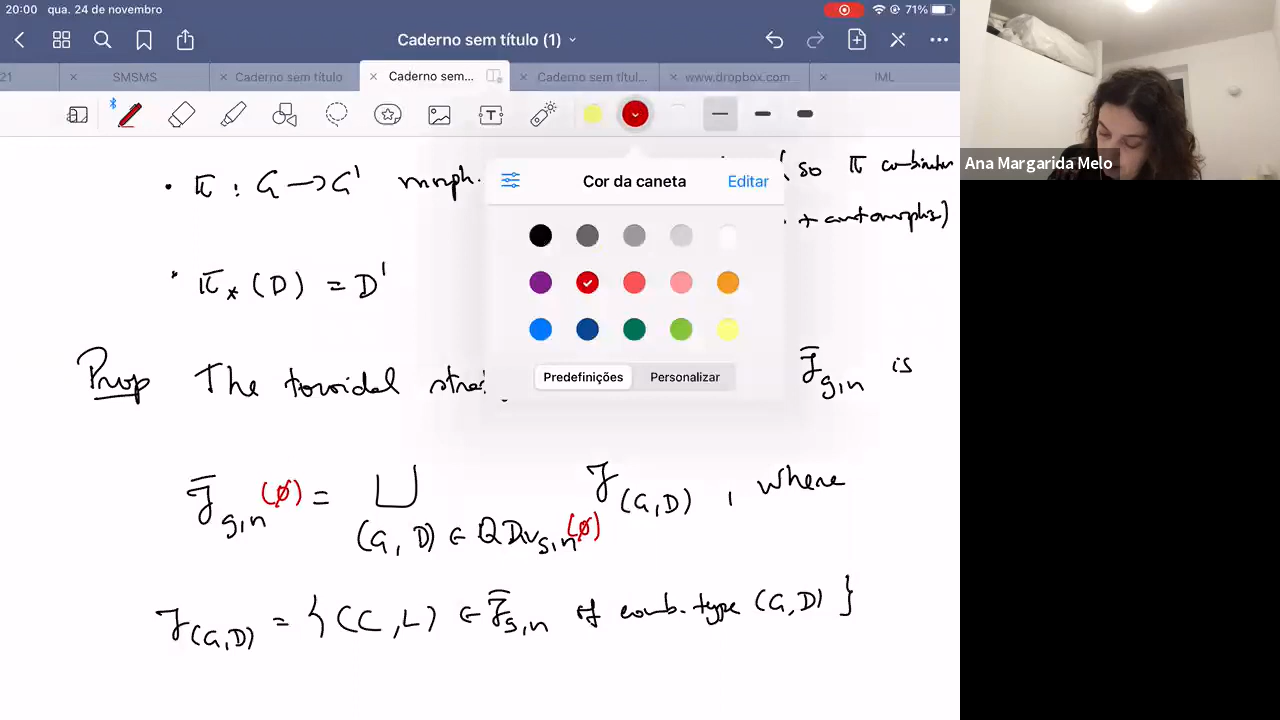 20:00 qua. 24 de novembro 71%
Caderno sem título (1)
21 SMSMS Caderno sem título Caderno sem... Caderno sem títul... www.dropbox.com... IML
Ana Margarida Melo
Cor da caneta Editar
Predefinições Personalizar
• π : G → G' morph. (so π combinator
+ automorphs)
• π⁎ (D) = D'
Prop The toroidal J̄g,n is
J̄g,n(ϕ) = ⊔ J(G,D) , where
(G, D) ∈ QDivg,n(ϕ)
J(G,D) = { (C, L) ∈ J̄g,n of comb. type (G,D) }